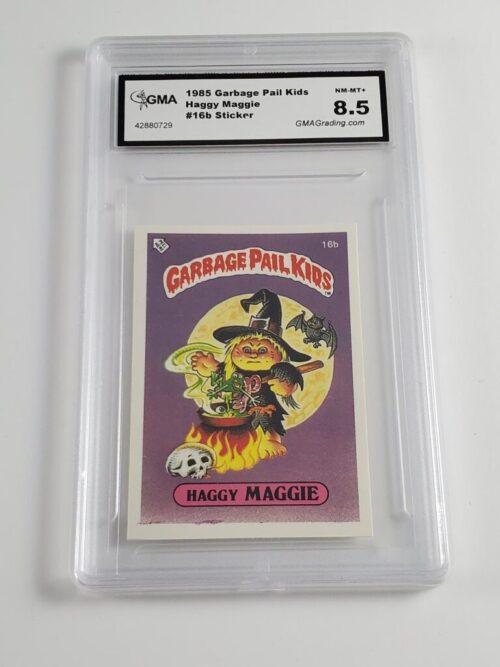 GMA
42880729
1985 Garbage Pail Kids
Haggy Maggie
#16b Sticker
NM-MT+
8.5
GMAGrading.com
16b
GARBAGE PAIL KIDS
TM
HAGGY MAGGIE